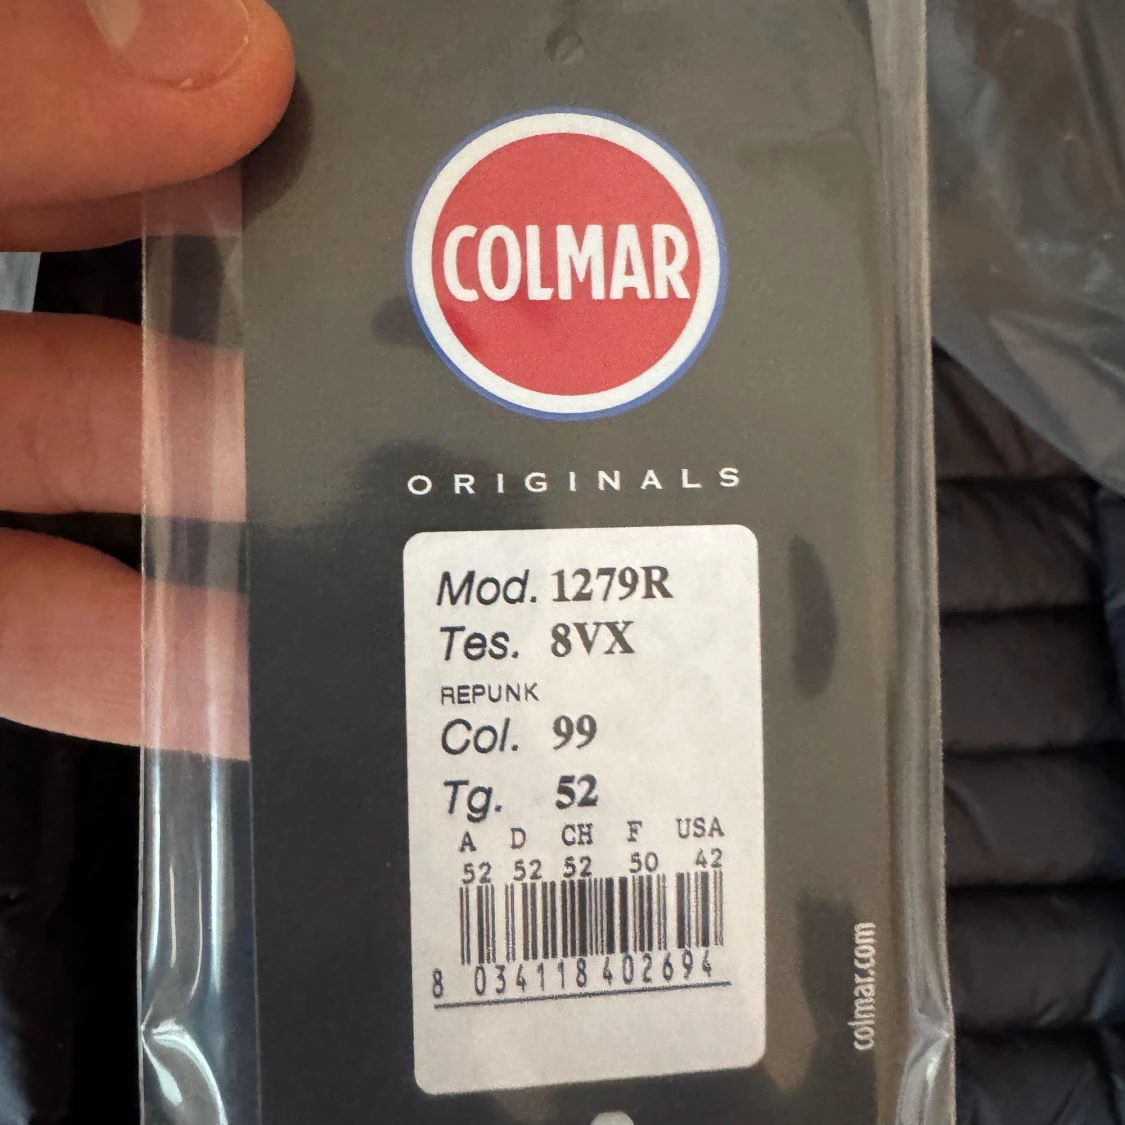 COLMAR
ORIGINALS
Mod. 1279R
Tes. 8VX
REPUNK
Col. 99
Tg. 52
A D CH F USA
52 52 52 50 42
8 034118 402694
colmar.com